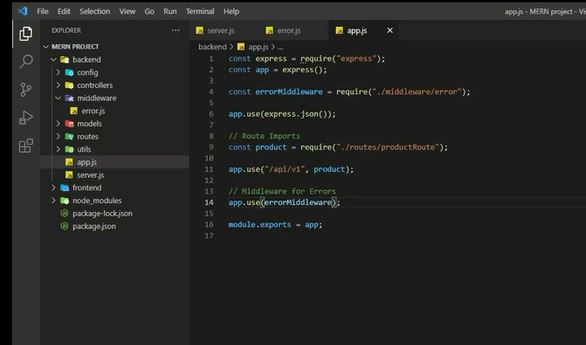 File Edit Selection View Go Run Terminal Help
app.js - MERN project - Vi
EXPLORER
server.js
error.js
app.js
MERN PROJECT
backend
config
controllers
middleware
error.js
models
routes
utils
app.js
server.js
frontend
node_modules
package-lock.json
package.json
backend > app.js > ...
1 const express = require("express");
2 const app = express();
3
4 const errorMiddleware = require("./middleware/error");
5
6 app.use(express.json());
7
8 // Route Imports
9 const product = require("./routes/productRoute");
10
11 app.use("/api/v1", product);
12
13 // Middleware for Errors
14 app.use(errorMiddleware);
15
16 module.exports = app;
17